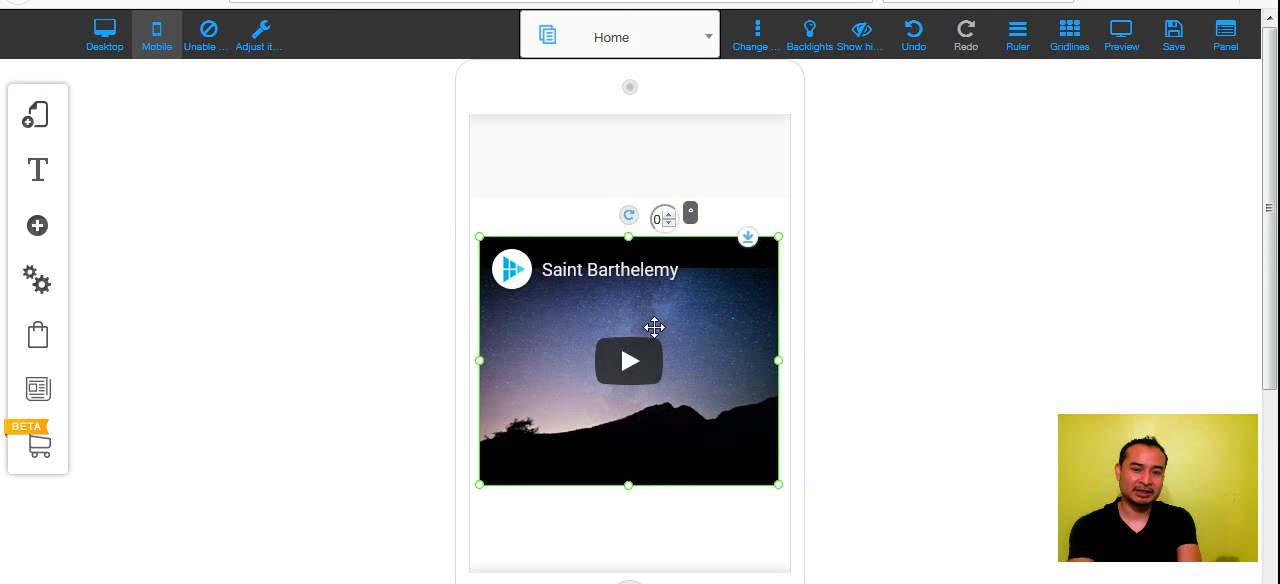 Desktop
Mobile
Unable ...
Adjust it...
Home
Change ...
Backlights
Show hi...
Undo
Redo
Ruler
Gridlines
Preview
Save
Panel
0
Saint Barthelemy
BETA